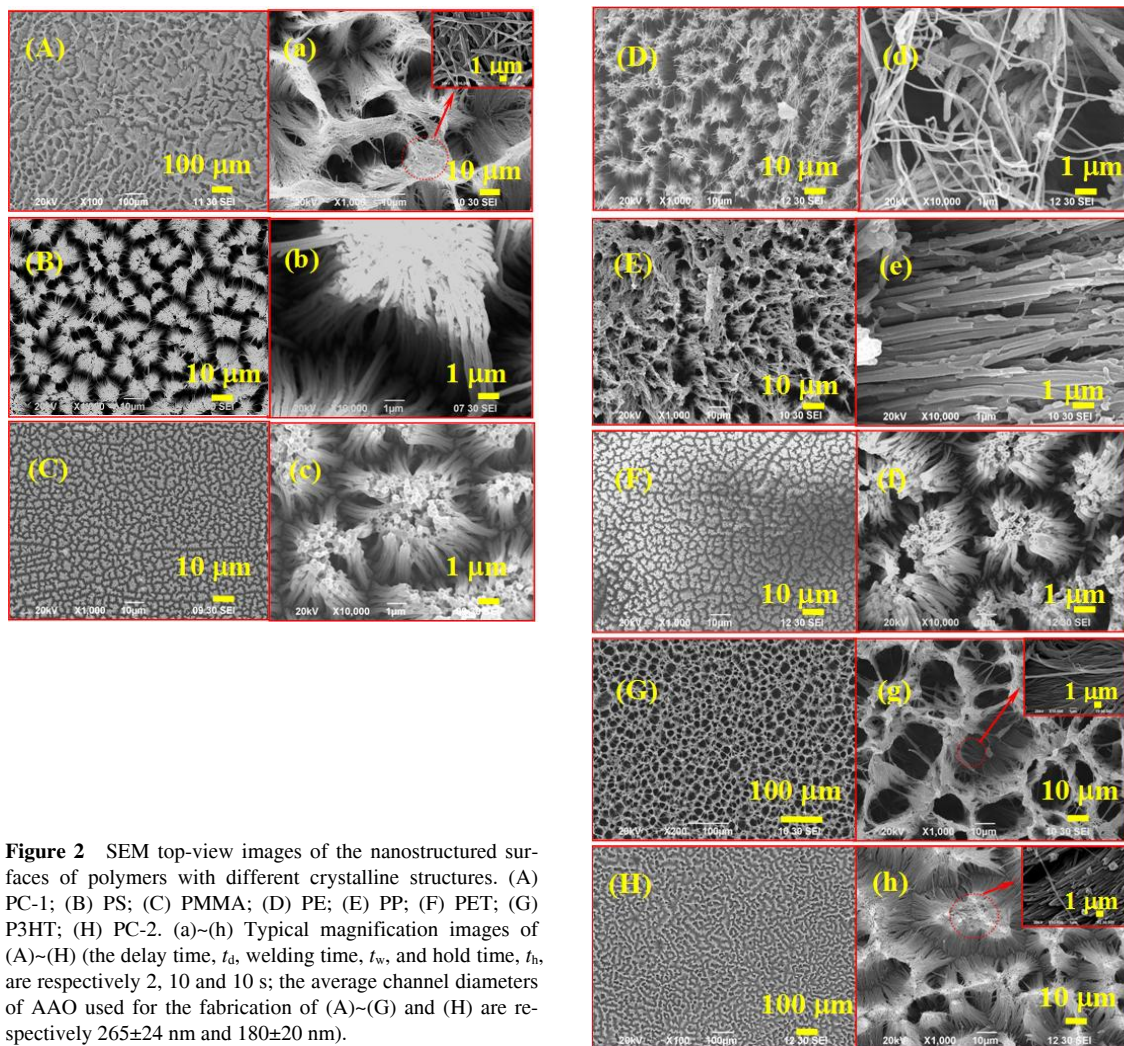 (A)
100 μm
20kV X100 100μm 11 30 SEI
(a)
1 μm
10 μm
20kV X1,000 10μm 10 30 SEI
(B)
10 μm
20kV X1,000 10μm 09 30 SEI
(b)
1 μm
20kV X10,000 1μm 07 30 SEI
(C)
10 μm
20kV X1,000 10μm 09 30 SEI
(c)
1 μm
20kV X10,000 1μm
Figure 2 SEM top-view images of the nanostructured sur-
faces of polymers with different crystalline structures. (A)
PC-1; (B) PS; (C) PMMA; (D) PE; (E) PP; (F) PET; (G)
P3HT; (H) PC-2. (a)~(h) Typical magnification images of
(A)~(H) (the delay time, td, welding time, tw, and hold time, th,
are respectively 2, 10 and 10 s; the average channel diameters
of AAO used for the fabrication of (A)~(G) and (H) are re-
spectively 265±24 nm and 180±20 nm).
(D)
10 μm
20kV X1,000 10μm 12 30 SEI
(d)
1 μm
20kV X10,000 1μm 12 30 SEI
(E)
10 μm
20kV X1,000 10μm 10 30 SEI
(e)
1 μm
20kV X10,000 1μm 10 30 SEI
(F)
10 μm
20kV X1,000 10μm 12 30 SEI
(f)
1 μm
20kV X10,000 1μm 12 30 SEI
(G)
100 μm
20kV X200 100μm 10 30 SEI
(g)
1 μm
10 μm
20kV X1,000 10μm 10 30 SEI
(H)
100 μm
20kV X100 100μm 12 30 SEI
(h)
1 μm
10 μm
20kV X1,000 10μm 12 30 SEI